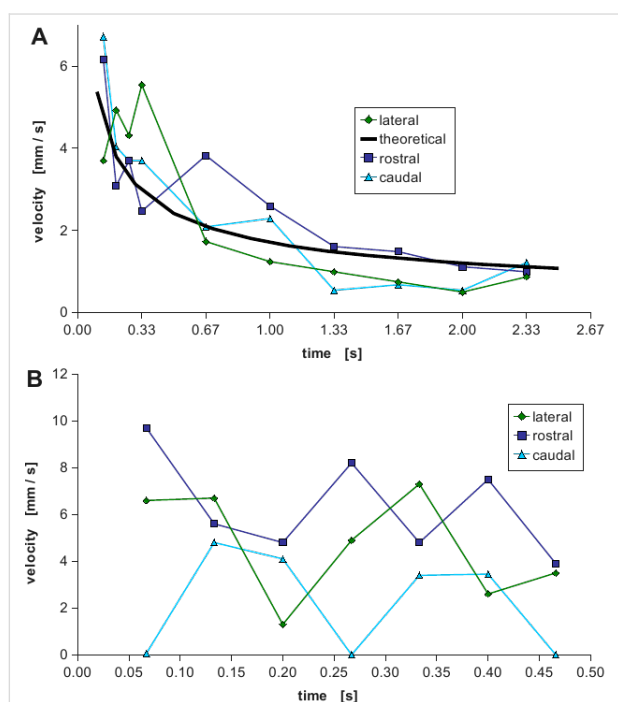 A
6
4
2
0
velocity [mm / s]
lateral
theoretical
rostral
caudal
0.00 0.33 0.67 1.00 1.33 1.67 2.00 2.33 2.67
time [s]
B
12
10
8
6
4
2
0
velocity [mm / s]
lateral
rostral
caudal
0.00 0.05 0.10 0.15 0.20 0.25 0.30 0.35 0.40 0.45 0.50
time [s]